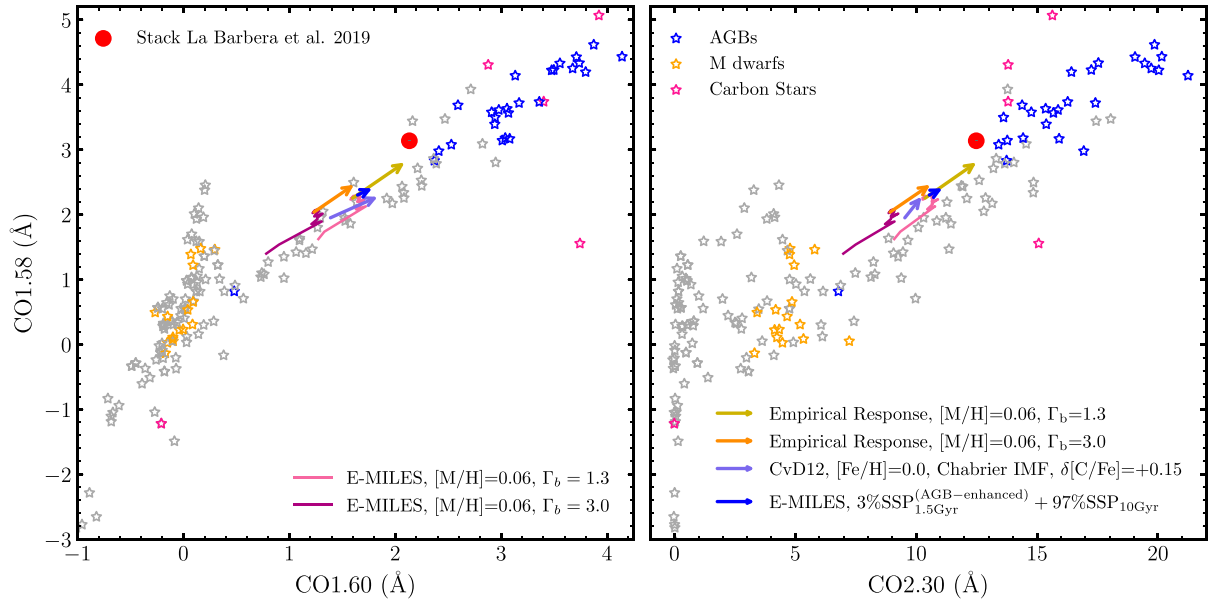 Stack La Barbera et al. 2019
AGBs
M dwarfs
Carbon Stars
5
4
3
2
1
0
−1
−2
−3
CO1.58 (Å)
E-MILES, [M/H]=0.06, Γb = 1.3
E-MILES, [M/H]=0.06, Γb = 3.0
Empirical Response, [M/H]=0.06, Γb=1.3
Empirical Response, [M/H]=0.06, Γb=3.0
CvD12, [Fe/H]=0.0, Chabrier IMF, δ[C/Fe]=+0.15
E-MILES, 3%SSP(AGB−enhanced)1.5Gyr + 97%SSP10Gyr
−1 0 1 2 3 4
0 5 10 15 20
CO1.60 (Å)
CO2.30 (Å)